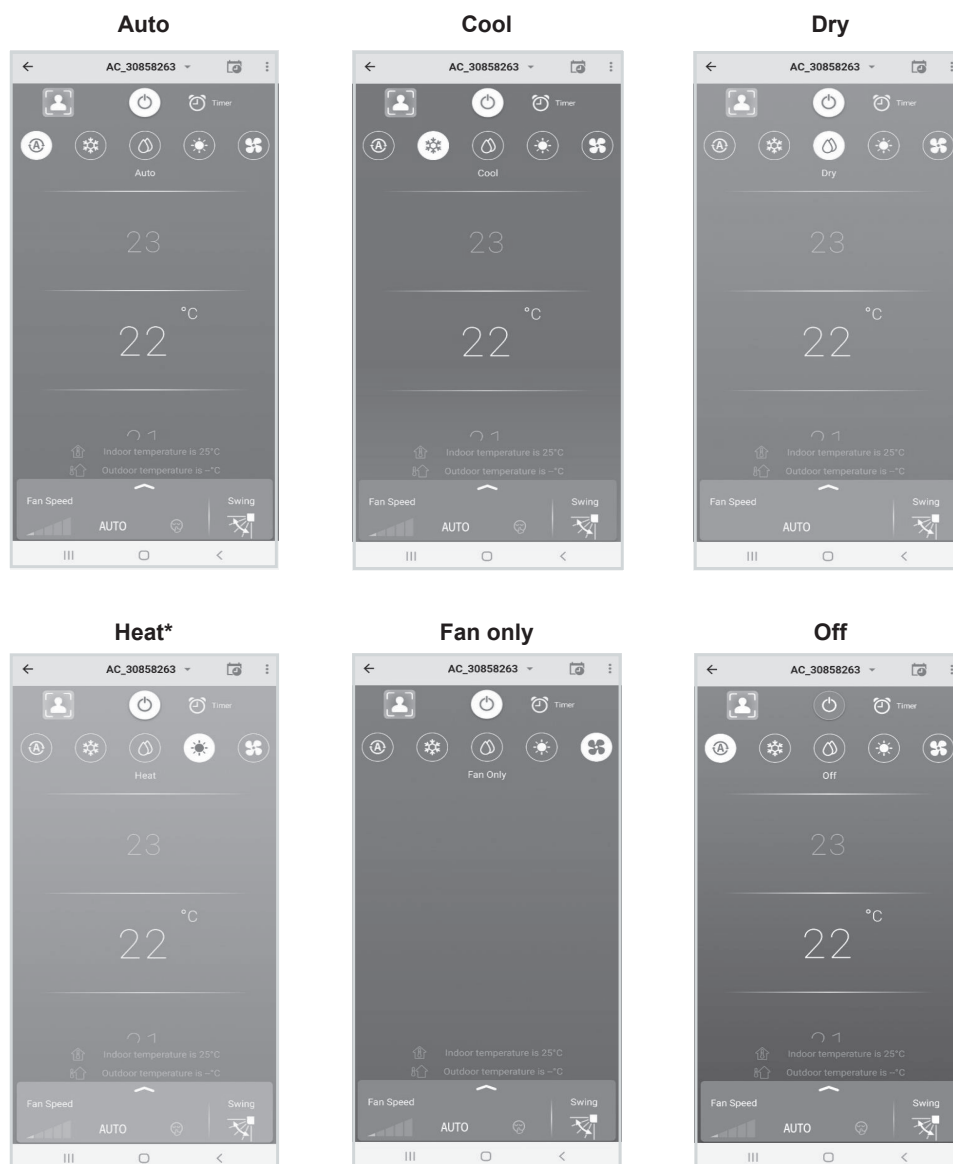 Auto
AC_30858263
Timer
Auto
23
22 °C
21
Indoor temperature is 25°C
Outdoor temperature is --°C
Fan Speed
Swing
AUTO
Cool
AC_30858263
Timer
Cool
23
22 °C
21
Indoor temperature is 25°C
Outdoor temperature is --°C
Fan Speed
Swing
AUTO
Dry
AC_30858263
Timer
Dry
23
22 °C
21
Indoor temperature is 25°C
Outdoor temperature is --°C
Fan Speed
Swing
AUTO
Heat*
AC_30858263
Timer
Heat
23
22 °C
21
Indoor temperature is 25°C
Outdoor temperature is --°C
Fan Speed
Swing
AUTO
Fan only
AC_30858263
Timer
Fan Only
Indoor temperature is 25°C
Outdoor temperature is --°C
Fan Speed
Swing
AUTO
Off
AC_30858263
Timer
Off
23
22 °C
21
Indoor temperature is 25°C
Outdoor temperature is --°C
Fan Speed
Swing
AUTO